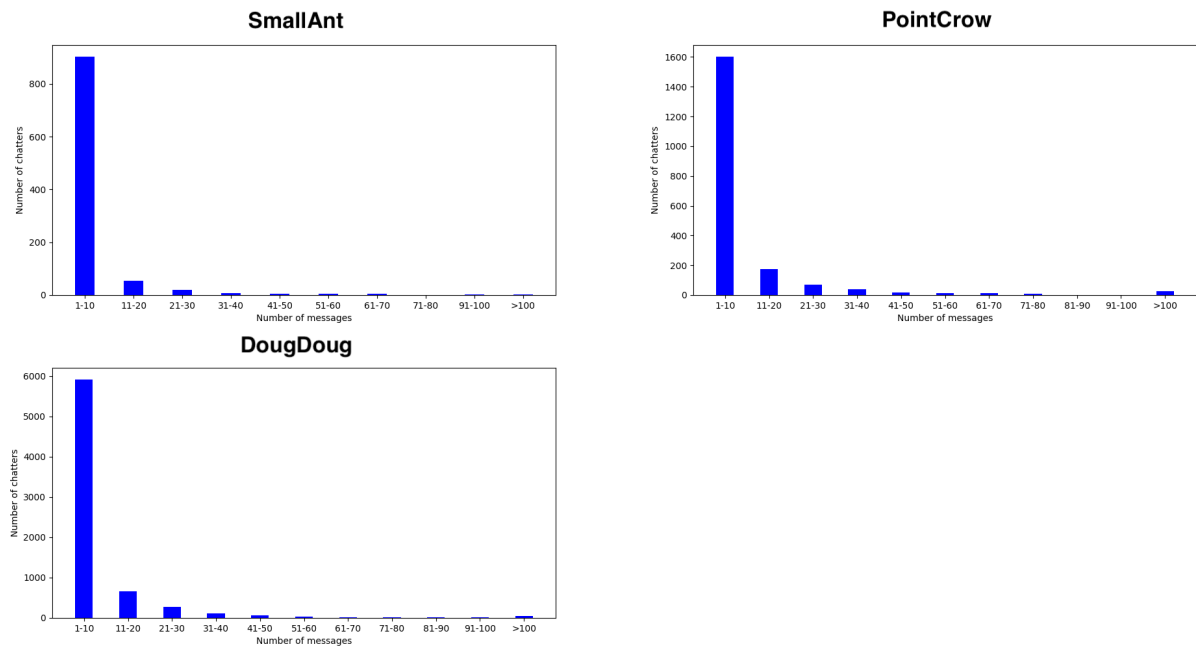 SmallAnt
800
600
400
200
0
Number of chatters
1-10 11-20 21-30 31-40 41-50 51-60 61-70 71-80 91-100 >100
Number of messages
PointCrow
1600
1400
1200
1000
800
600
400
200
0
Number of chatters
1-10 11-20 21-30 31-40 41-50 51-60 61-70 71-80 81-90 91-100 >100
Number of messages
DougDoug
6000
5000
4000
3000
2000
1000
0
Number of chatters
1-10 11-20 21-30 31-40 41-50 51-60 61-70 71-80 81-90 91-100 >100
Number of messages